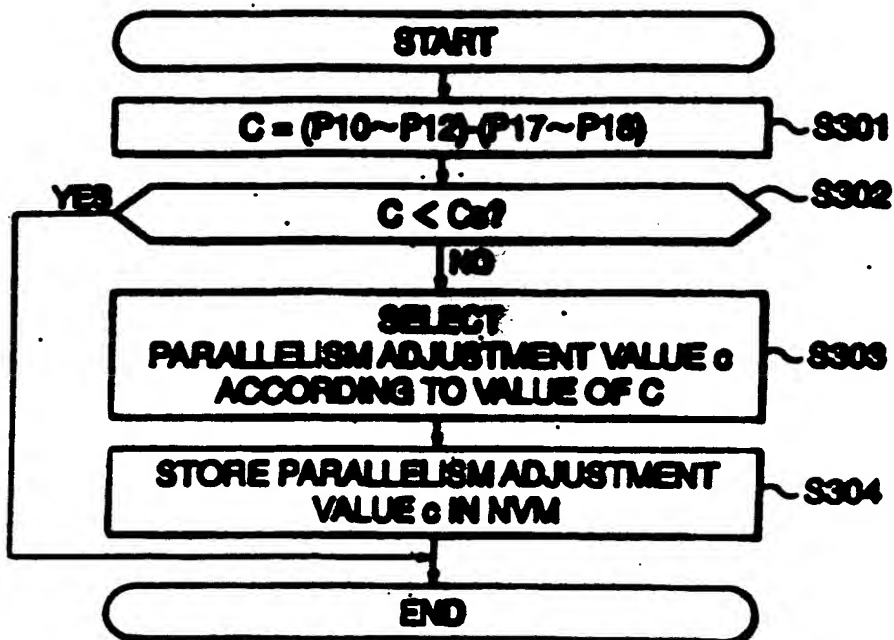 START
C = (P10~P12)-(P17~P18)
S301
YES
C < Ca?
S302
NO
SELECT
PARALLELISM ADJUSTMENT VALUE c
ACCORDING TO VALUE OF C
S303
STORE PARALLELISM ADJUSTMENT
VALUE c IN NVM
S304
END